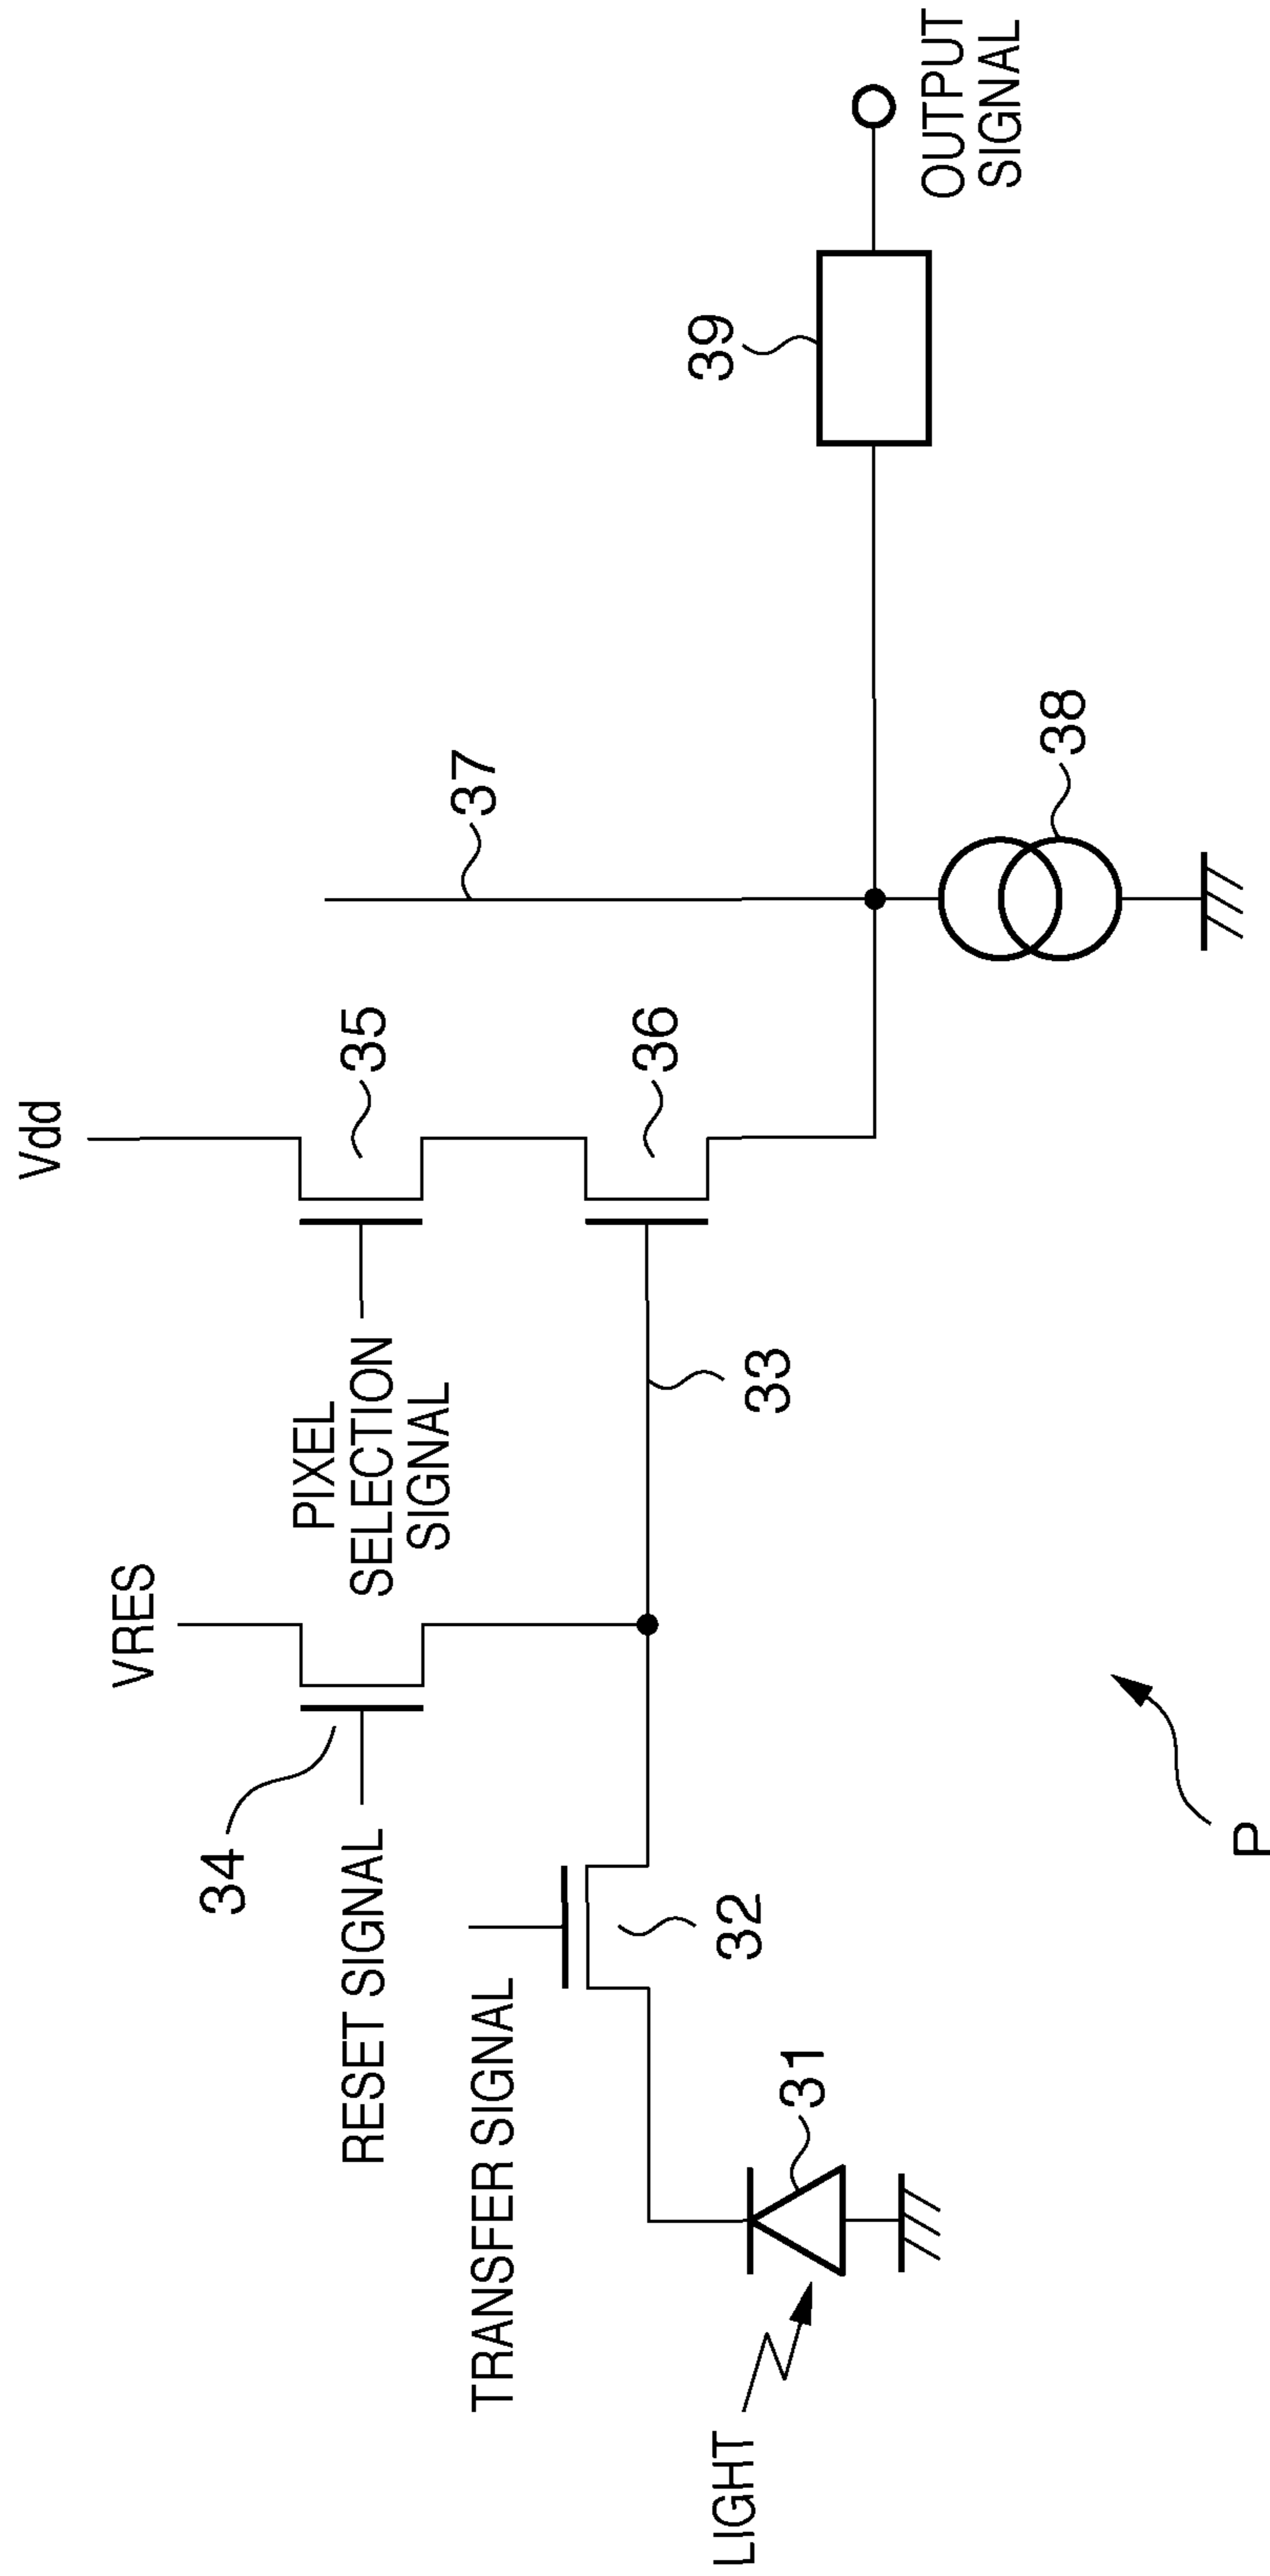 Vdd
VRES
34
RESET SIGNAL
PIXEL
SELECTION
SIGNAL
35
37
TRANSFER SIGNAL
36
39
32
33
LIGHT
31
38
OUTPUT
SIGNAL
P